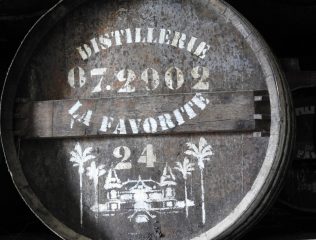 DISTILLERIE
07.2002
LA FAVORITE
24